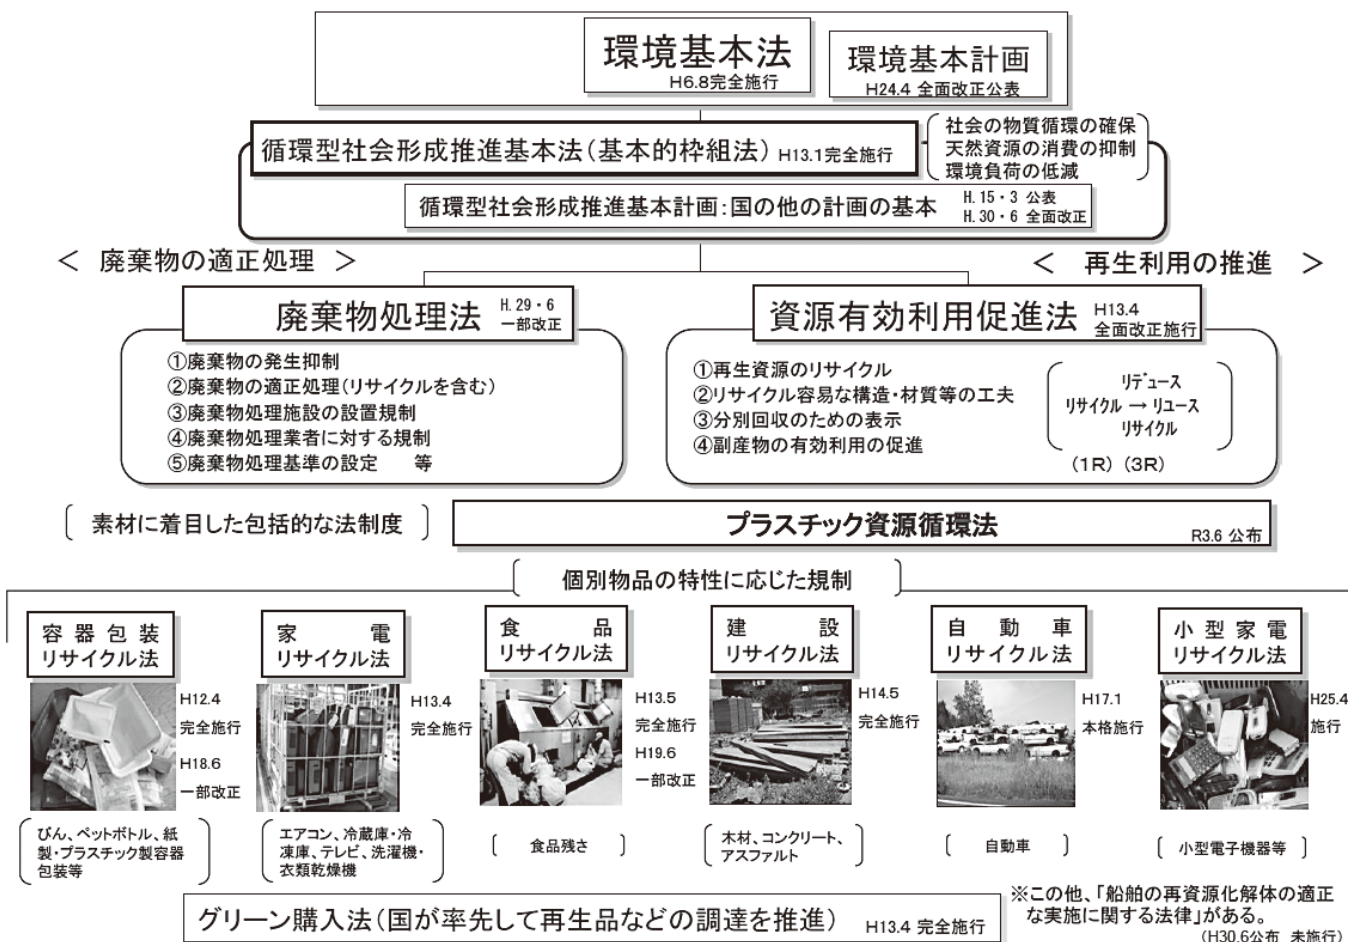 環境基本法
H6.8完全施行
環境基本計画
H24.4 全面改正公表
循環型社会形成推進基本法(基本的枠組法) H13.1完全施行
社会の物質循環の確保
天然資源の消費の抑制
環境負荷の低減
循環型社会形成推進基本計画:国の他の計画の基本
H.15・3 公表
H.30・6 全面改正
< 廃棄物の適正処理 >
< 再生利用の推進 >
廃棄物処理法
H.29・6
一部改正
①廃棄物の発生抑制
②廃棄物の適正処理(リサイクルを含む)
③廃棄物処理施設の設置規制
④廃棄物処理業者に対する規制
⑤廃棄物処理基準の設定 等
資源有効利用促進法
H13.4
全面改正施行
①再生資源のリサイクル
②リサイクル容易な構造・材質等の工夫
③分別回収のための表示
④副産物の有効利用の促進
リデュース
リサイクル → リユース
リサイクル
(1R) (3R)
素材に着目した包括的な法制度
プラスチック資源循環法
R3.6 公布
個別物品の特性に応じた規制
容器包装
リサイクル法
H12.4
完全施行
H18.6
一部改正
びん、ペットボトル、紙
製・プラスチック製容器
包装等
家電
リサイクル法
H13.4
完全施行
エアコン、冷蔵庫・冷
凍庫、テレビ、洗濯機・
衣類乾燥機
食品
リサイクル法
H13.5
完全施行
H19.6
一部改正
食品残さ
建設
リサイクル法
H14.5
完全施行
木材、コンクリート、
アスファルト
自動車
リサイクル法
H17.1
本格施行
自動車
小型家電
リサイクル法
H25.4
施行
小型電子機器等
グリーン購入法(国が率先して再生品などの調達を推進) H13.4 完全施行
※この他、「船舶の再資源化解体の適正
な実施に関する法律」がある。
(H30.6公布 未施行)